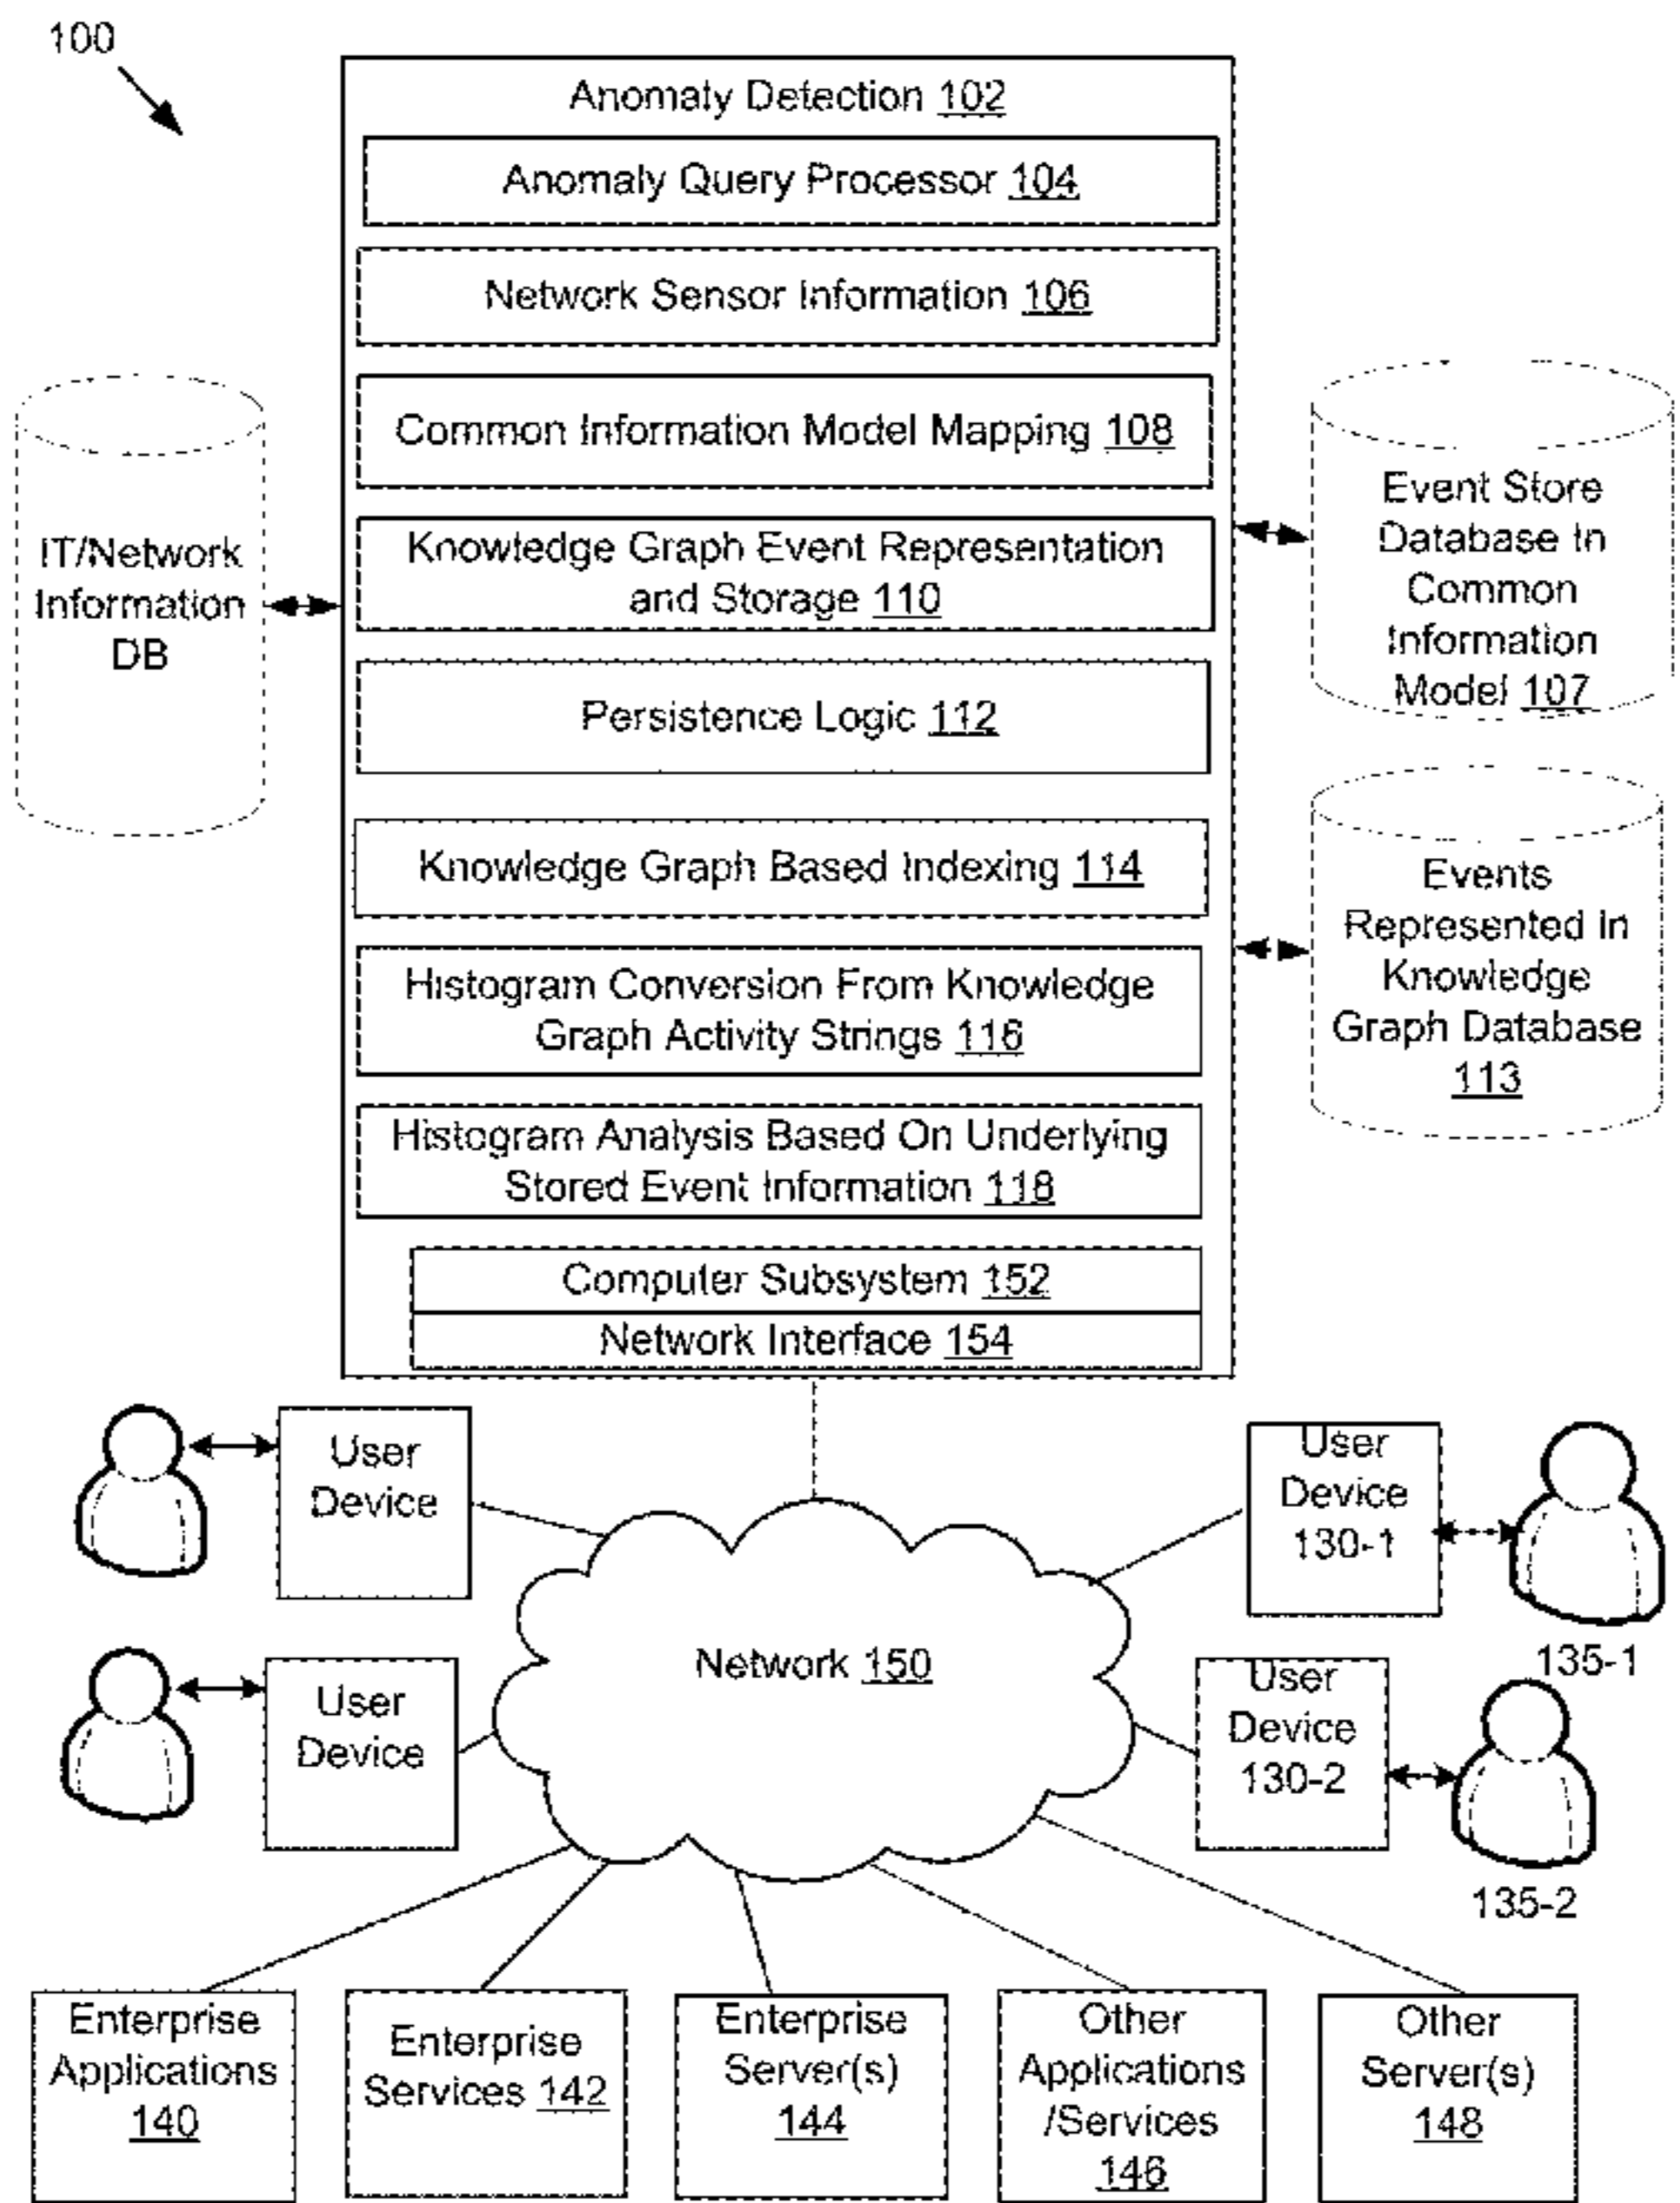 100
Anomaly Detection 102
Anomaly Query Processor 104
Network Sensor Information 106
Common Information Model Mapping 108
Knowledge Graph Event Representation
and Storage 110
Persistence Logic 112
Knowledge Graph Based Indexing 114
Histogram Conversion From Knowledge
Graph Activity Strings 116
Histogram Analysis Based On Underlying
Stored Event Information 118
Computer Subsystem 152
Network Interface 154
IT/Network
Information
DB
Event Store
Database In
Common
Information
Model 107
Events
Represented In
Knowledge
Graph Database
113
User
Device
User
Device
130-1
135-1
Network 150
User
Device
User
Device
130-2
135-2
Enterprise
Applications
140
Enterprise
Services 142
Enterprise
Server(s)
144
Other
Applications
/Services
146
Other
Server(s)
148